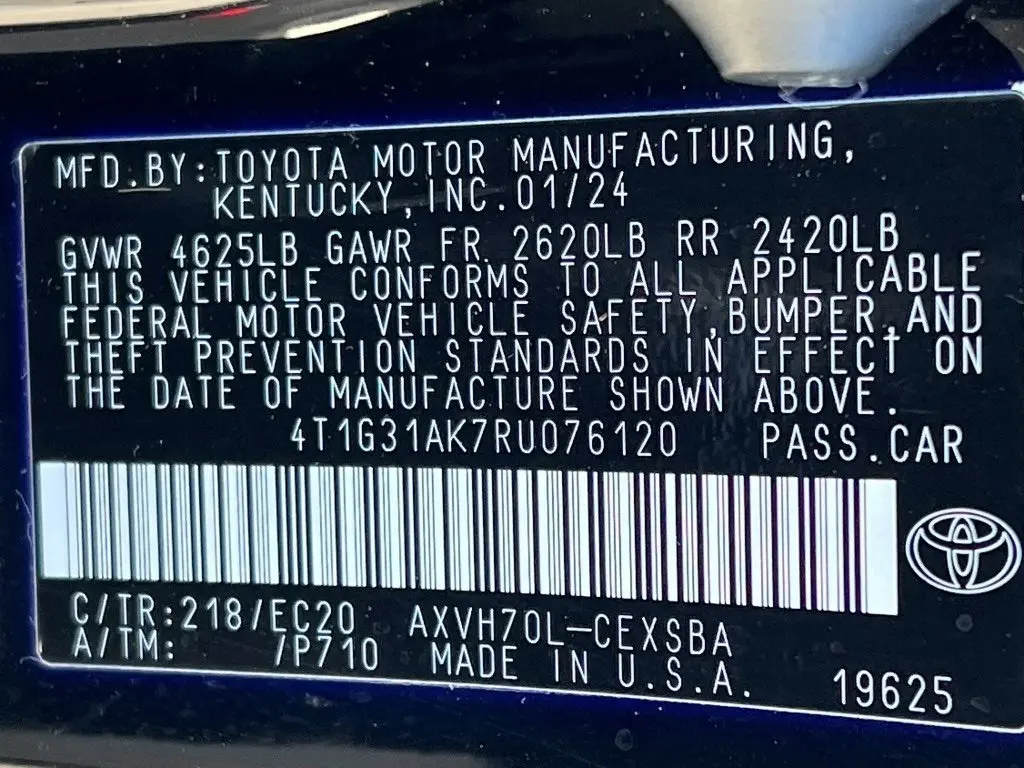 MFD.BY:TOYOTA MOTOR MANUFACTURING,
KENTUCKY,INC.01/24
GVWR 4625LB GAWR FR 2620LB RR 2420LB
THIS VEHICLE CONFORMS TO ALL APPLICABLE
FEDERAL MOTOR VEHICLE SAFETY,BUMPER,AND
THEFT PREVENTION STANDARDS IN EFFECT ON
THE DATE OF MANUFACTURE SHOWN ABOVE.
4T1G31AK7RU076120 PASS.CAR
C/TR:218/EC20 AXVH70L-CEXSBA
A/TM: /P710 MADE IN U.S.A.
19625